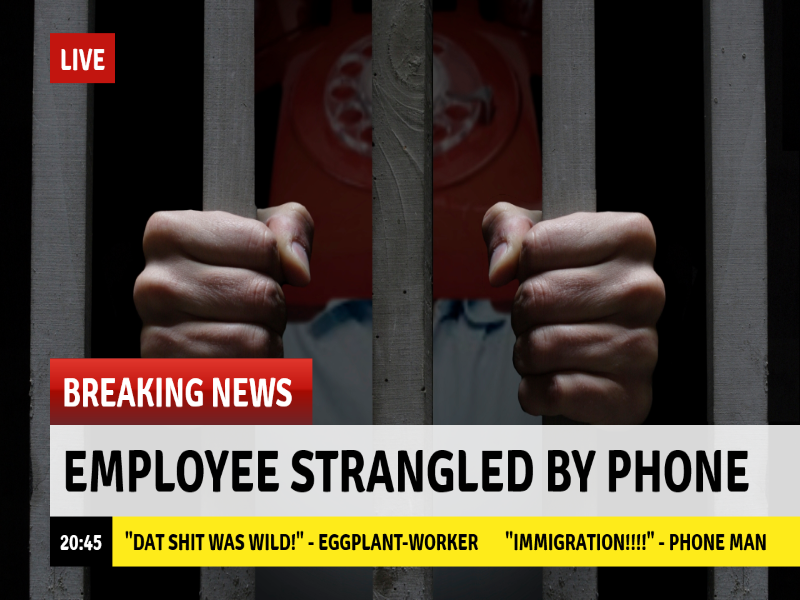 LIVE
BREAKING NEWS
EMPLOYEE STRANGLED BY PHONE
20:45 "DAT SHIT WAS WILD!" - EGGPLANT-WORKER "IMMIGRATION!!!!" - PHONE MAN